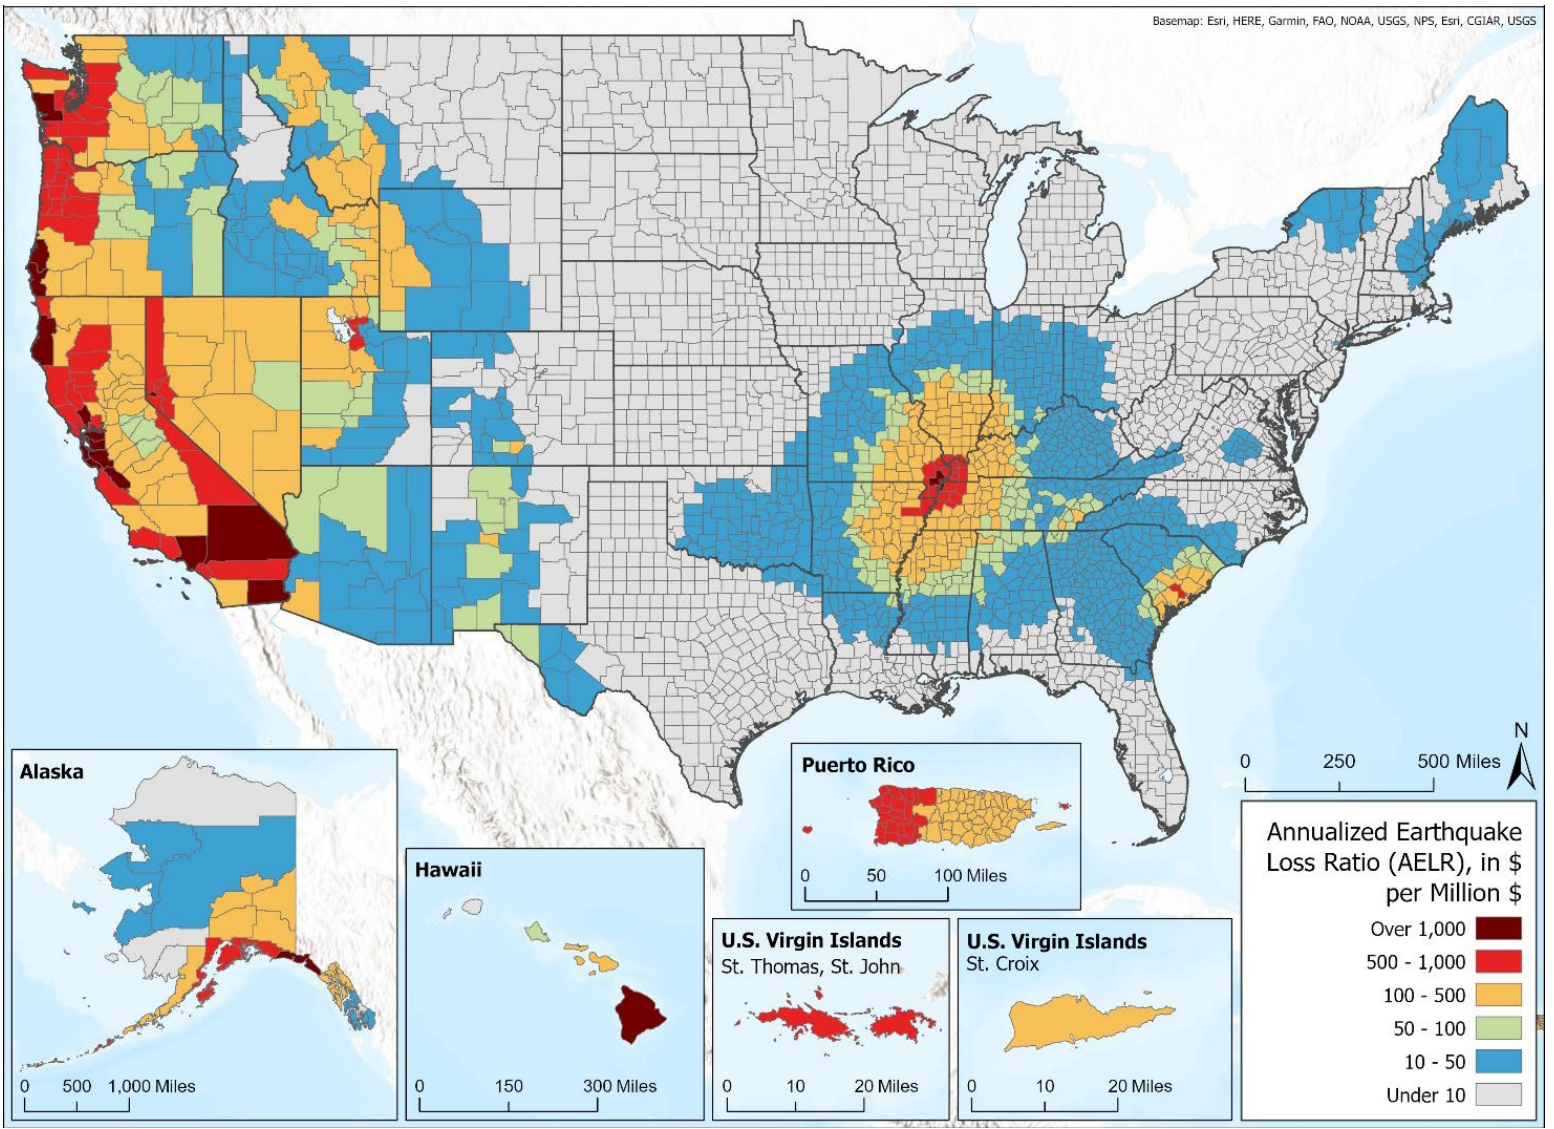 Basemap: Esri, HERE, Garmin, FAO, NOAA, USGS, NPS, Esri, CGIAR, USGS
N
0 250 500 Miles
Alaska
0 500 1,000 Miles
Hawaii
0 150 300 Miles
Puerto Rico
0 50 100 Miles
U.S. Virgin Islands
St. Thomas, St. John
0 10 20 Miles
U.S. Virgin Islands
St. Croix
0 10 20 Miles
Annualized Earthquake
Loss Ratio (AELR), in $
per Million $
Over 1,000
500 - 1,000
100 - 500
50 - 100
10 - 50
Under 10